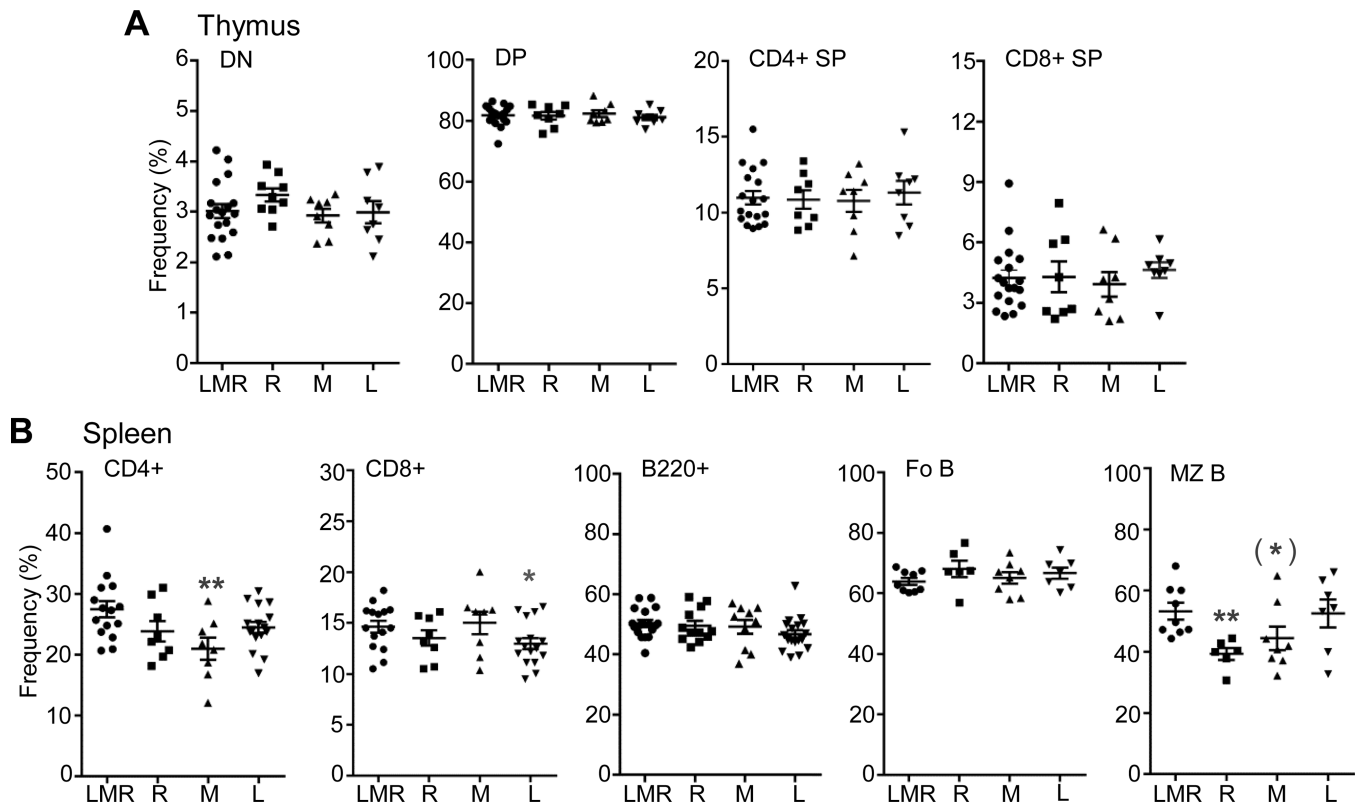 A Thymus
DN
DP
CD4+ SP
CD8+ SP
Frequency (%)
6
5
4
3
2
1
0
LMR R M L
100
80
60
40
20
0
LMR R M L
20
15
10
5
0
LMR R M L
15
12
9
6
3
0
LMR R M L
B Spleen
CD4+
CD8+
B220+
Fo B
MZ B
Frequency (%)
50
40
30
20
10
0
**
LMR R M L
30
25
20
15
10
5
0
*
LMR R M L
100
80
60
40
20
0
LMR R M L
100
80
60
40
20
0
LMR R M L
100
80
60
40
20
0
**
(*)
LMR R M L